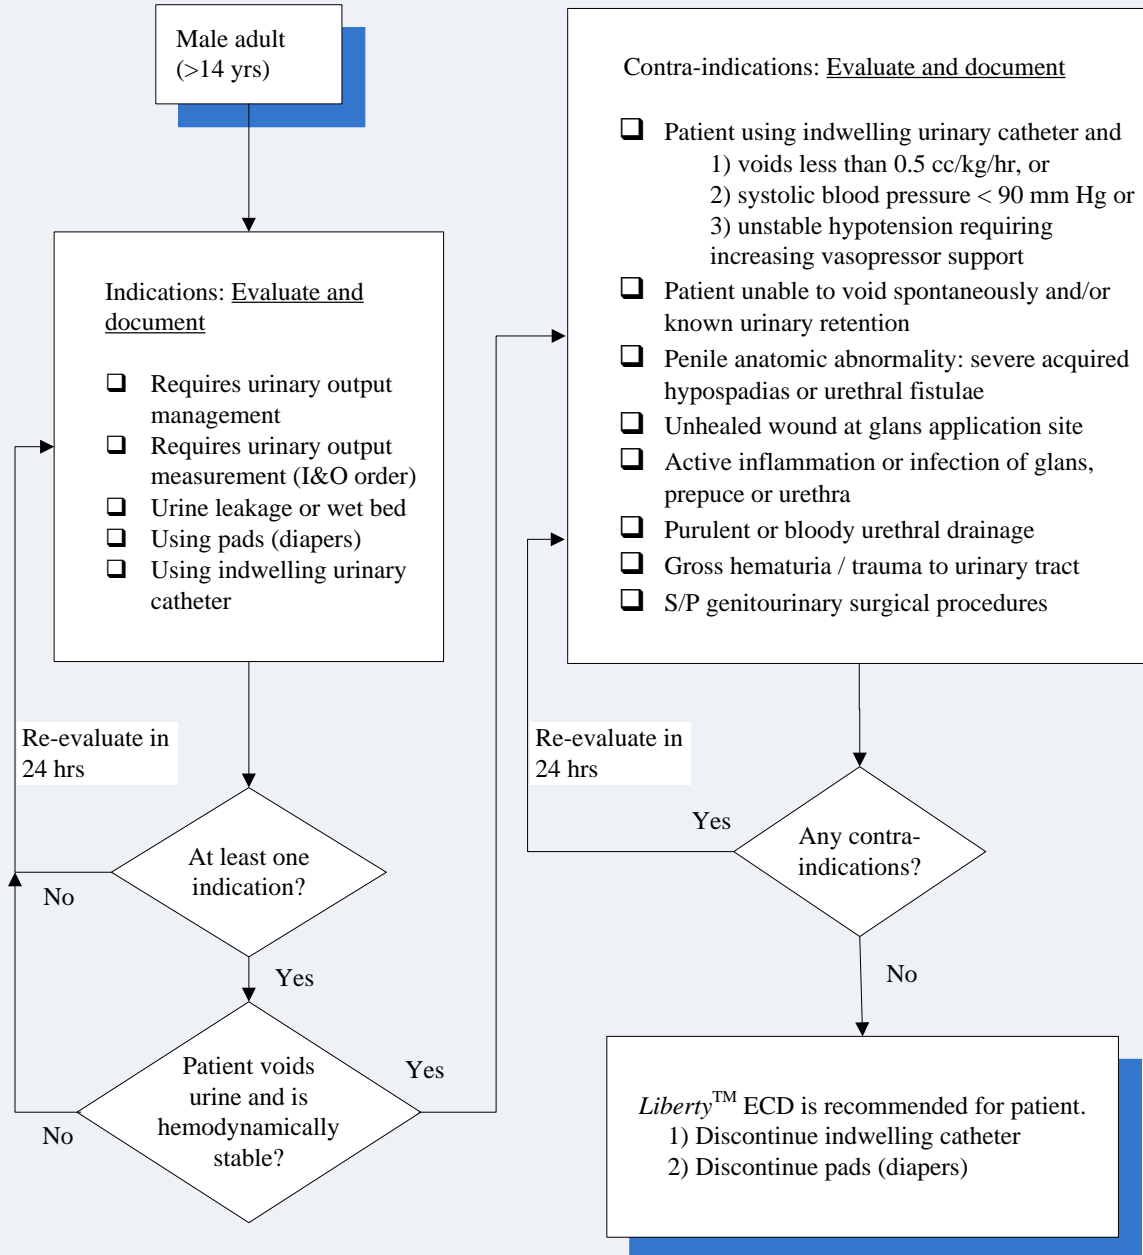 Male adult
(>14 yrs)
Indications: Evaluate and
document
❑ Requires urinary output
management
❑ Requires urinary output
measurement (I&O order)
❑ Urine leakage or wet bed
❑ Using pads (diapers)
❑ Using indwelling urinary
catheter
Re-evaluate in
24 hrs
At least one
indication?
No
Yes
Patient voids
urine and is
hemodynamically
stable?
No
Yes
Contra-indications: Evaluate and document
❑ Patient using indwelling urinary catheter and
1) voids less than 0.5 cc/kg/hr, or
2) systolic blood pressure < 90 mm Hg or
3) unstable hypotension requiring
increasing vasopressor support
❑ Patient unable to void spontaneously and/or
known urinary retention
❑ Penile anatomic abnormality: severe acquired
hypospadias or urethral fistulae
❑ Unhealed wound at glans application site
❑ Active inflammation or infection of glans,
prepuce or urethra
❑ Purulent or bloody urethral drainage
❑ Gross hematuria / trauma to urinary tract
❑ S/P genitourinary surgical procedures
Re-evaluate in
24 hrs
Yes
Any contra-
indications?
No
Liberty™ ECD is recommended for patient.
1) Discontinue indwelling catheter
2) Discontinue pads (diapers)